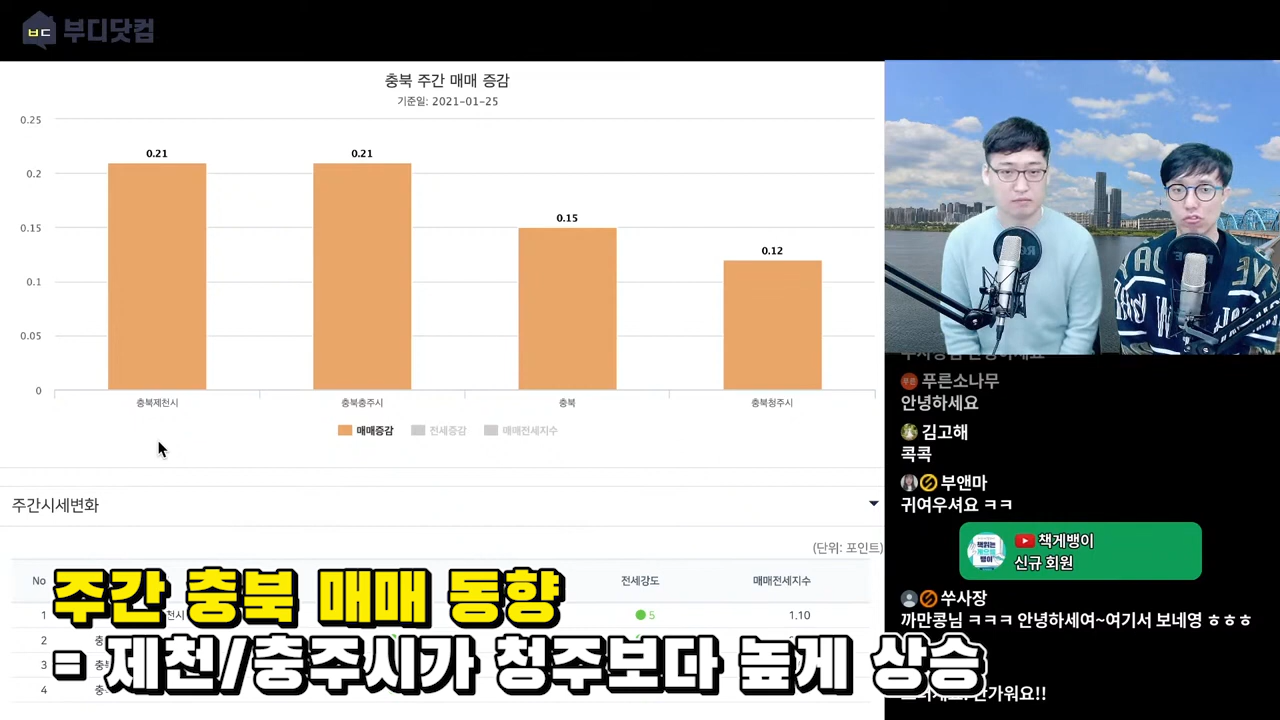 ㅂㄷ 부디닷컴
충북 주간 매매 증감
기준일: 2021-01-25
0.25
0.2
0.15
0.1
0.05
0
0.21
0.21
0.15
0.12
충북제천시
충북충주시
충북
충북청주시
매매증감
전세증감
매매전세지수
주간시세변화
(단위: 포인트)
No
전세강도
매매전세지수
1
천시
5
1.10
2
3
4
주간 충북 매매 동향
= 제천/충주시가 청주보다 높게 상승
푸른
푸른소나무
안녕하세요
김고해
콕콕
부앤마
귀여우셔요 ㅋㅋ
책게뱅이
신규 회원
쑤사장
까만콩님 ㅋㅋㅋ 안녕하세여~여기서 보네영 ㅎㅎㅎ